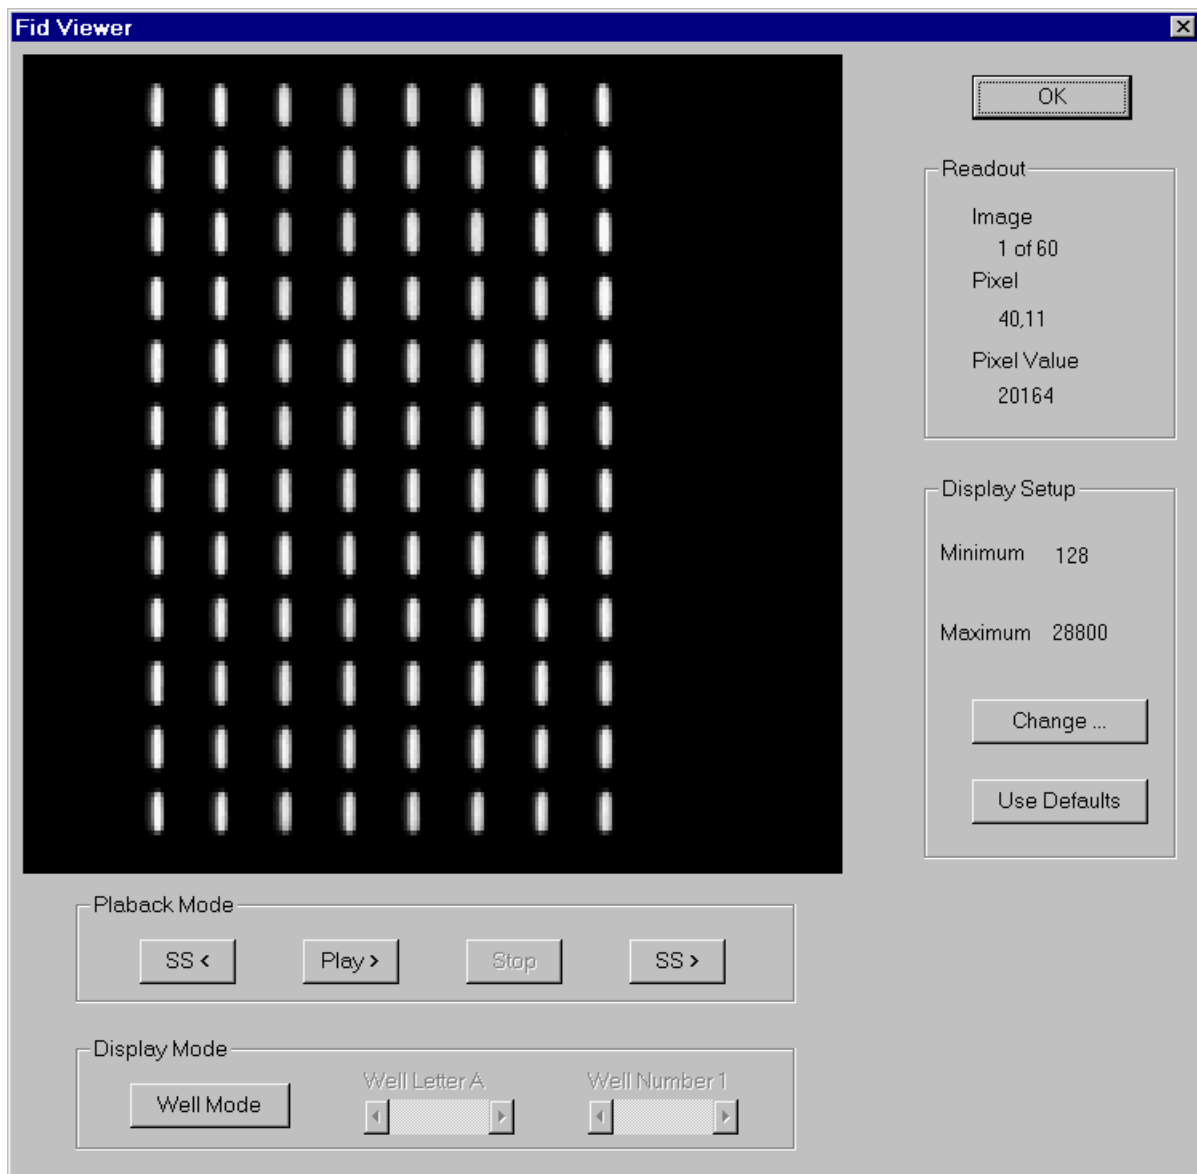 Fid Viewer
OK
Readout
Image
1 of 60
Pixel
40,11
Pixel Value
20164
Display Setup
Minimum 128
Maximum 28800
Change ...
Use Defaults
Plaback Mode
SS < Play > Stop SS >
Display Mode
Well Letter A Well Number 1
Well Mode